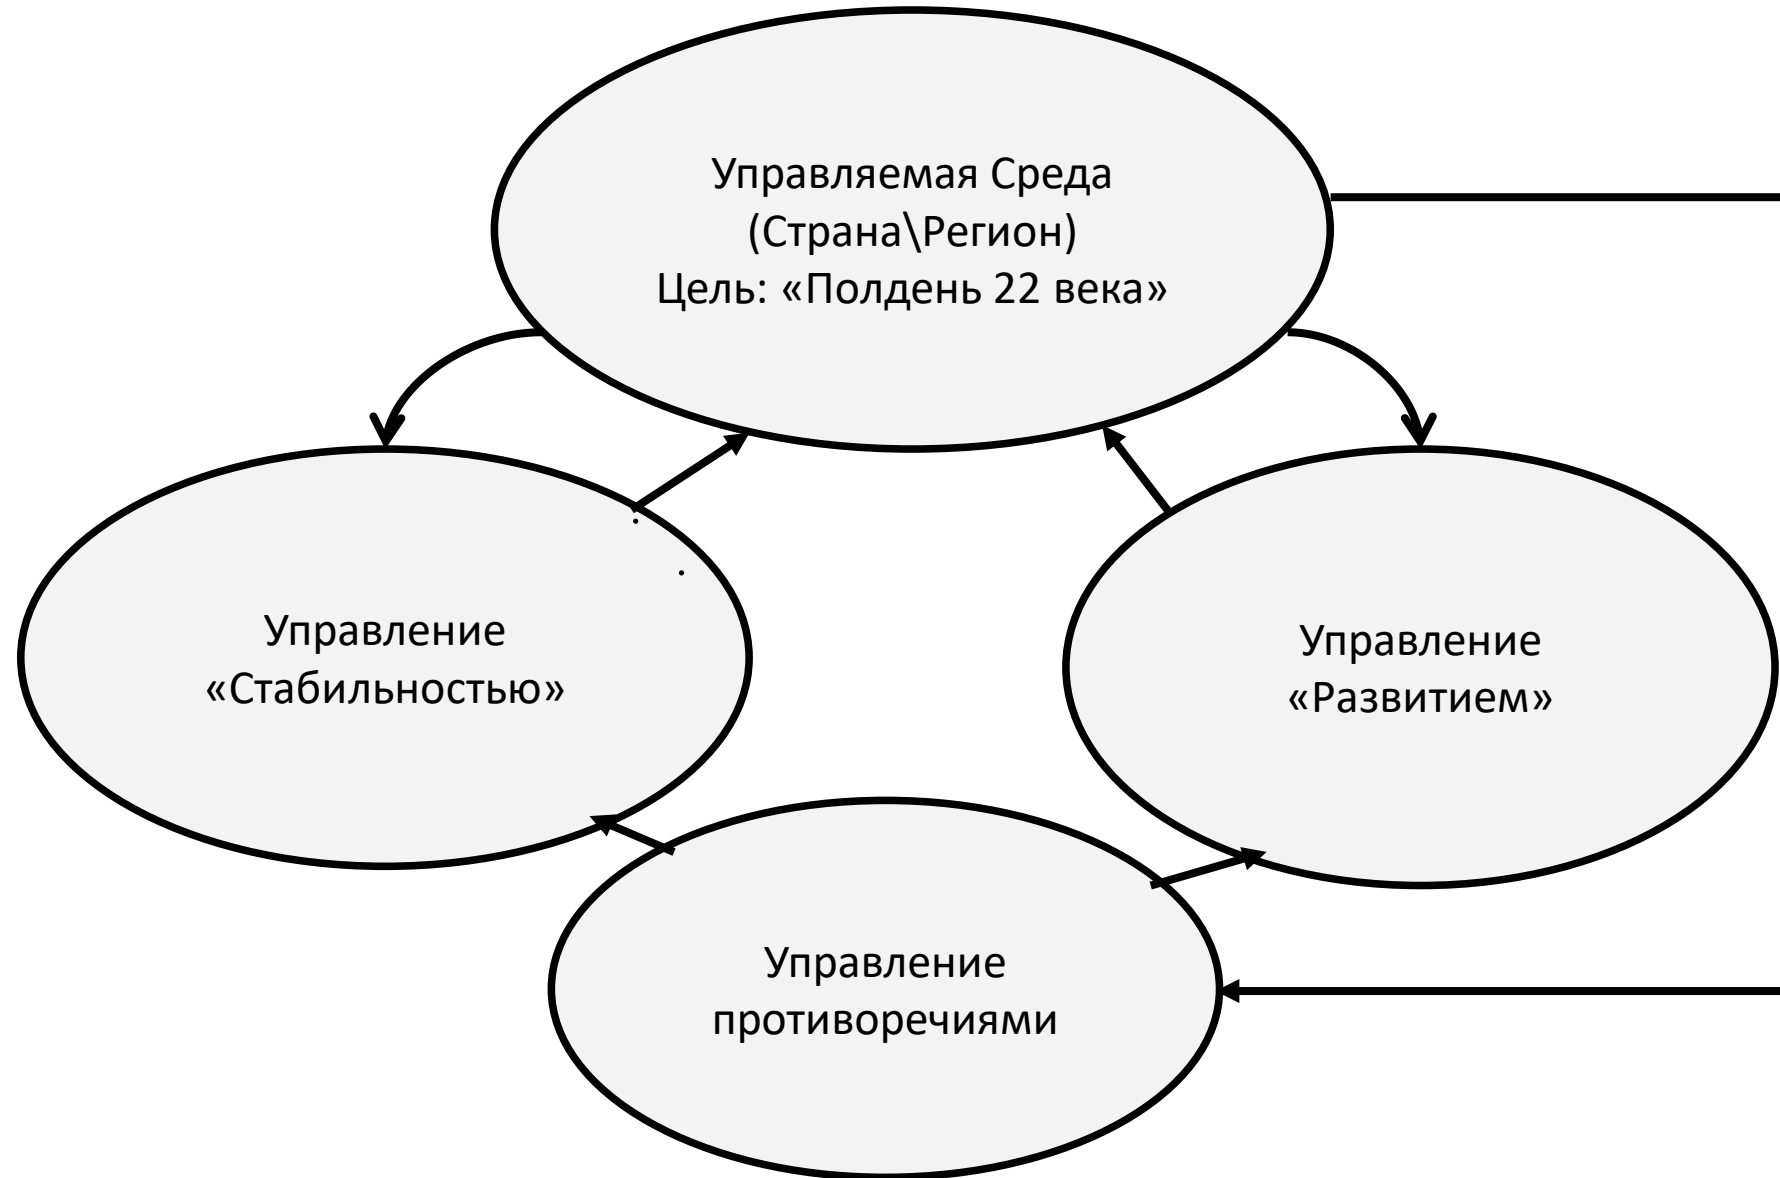 Управляемая Среда
(Страна\Регион)
Цель: «Полдень 22 века»
Управление
«Стабильностью»
Управление
«Развитием»
Управление
противоречиями